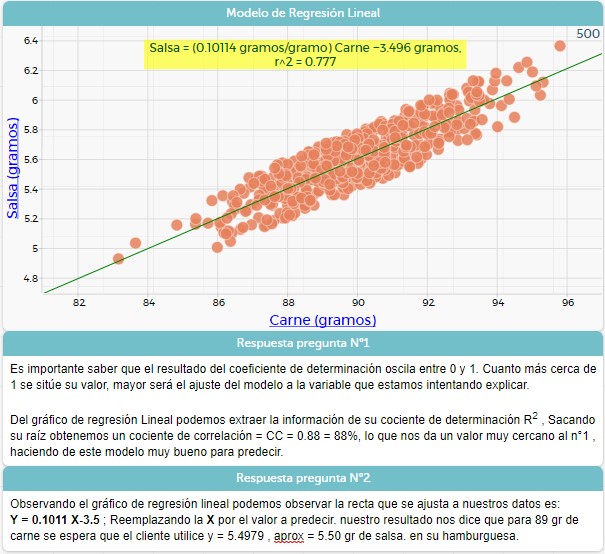 Modelo de Regresión Lineal
500
Salsa = (0.10114 gramos/gramo) Carne −3.496 gramos,
r^2 = 0.777
6.4
6.2
6
5.8
5.6
5.4
5.2
5
4.8
Salsa (gramos)
82 84 86 88 90 92 94 96
Carne (gramos)
Respuesta pregunta N°1
Es importante saber que el resultado del coeficiente de determinación oscila entre 0 y 1. Cuanto más cerca de
1 se sitúe su valor, mayor será el ajuste del modelo a la variable que estamos intentando explicar.
Del gráfico de regresión Lineal podemos extraer la información de su cociente de determinación R² , Sacando
su raíz obtenemos un cociente de correlación = CC = 0.88 = 88%, lo que nos da un valor muy cercano al n°1 ,
haciendo de este modelo muy bueno para predecir.
Respuesta pregunta N°2
Observando el gráfico de regresión lineal podemos observar la recta que se ajusta a nuestros datos es:
Y = 0.1011 X-3.5 ; Reemplazando la X por el valor a predecir. nuestro resultado nos dice que para 89 gr de
carne se espera que el cliente utilice y = 5.4979 , aprox = 5.50 gr de salsa. en su hamburguesa.